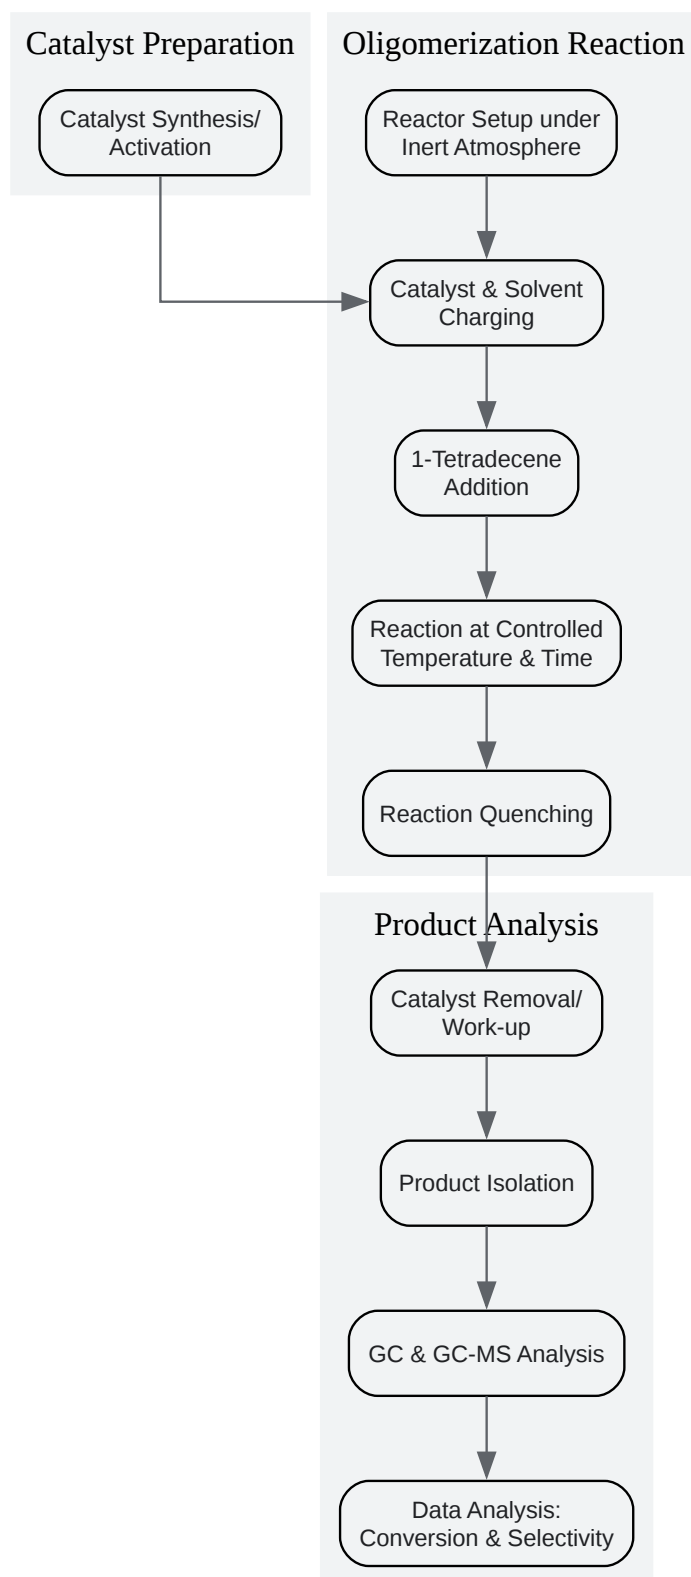 Catalyst Preparation
Catalyst Synthesis/
Activation
Oligomerization Reaction
Reactor Setup under
Inert Atmosphere
Catalyst & Solvent
Charging
1-Tetradecene
Addition
Reaction at Controlled
Temperature & Time
Reaction Quenching
Product Analysis
Catalyst Removal/
Work-up
Product Isolation
GC & GC-MS Analysis
Data Analysis:
Conversion & Selectivity